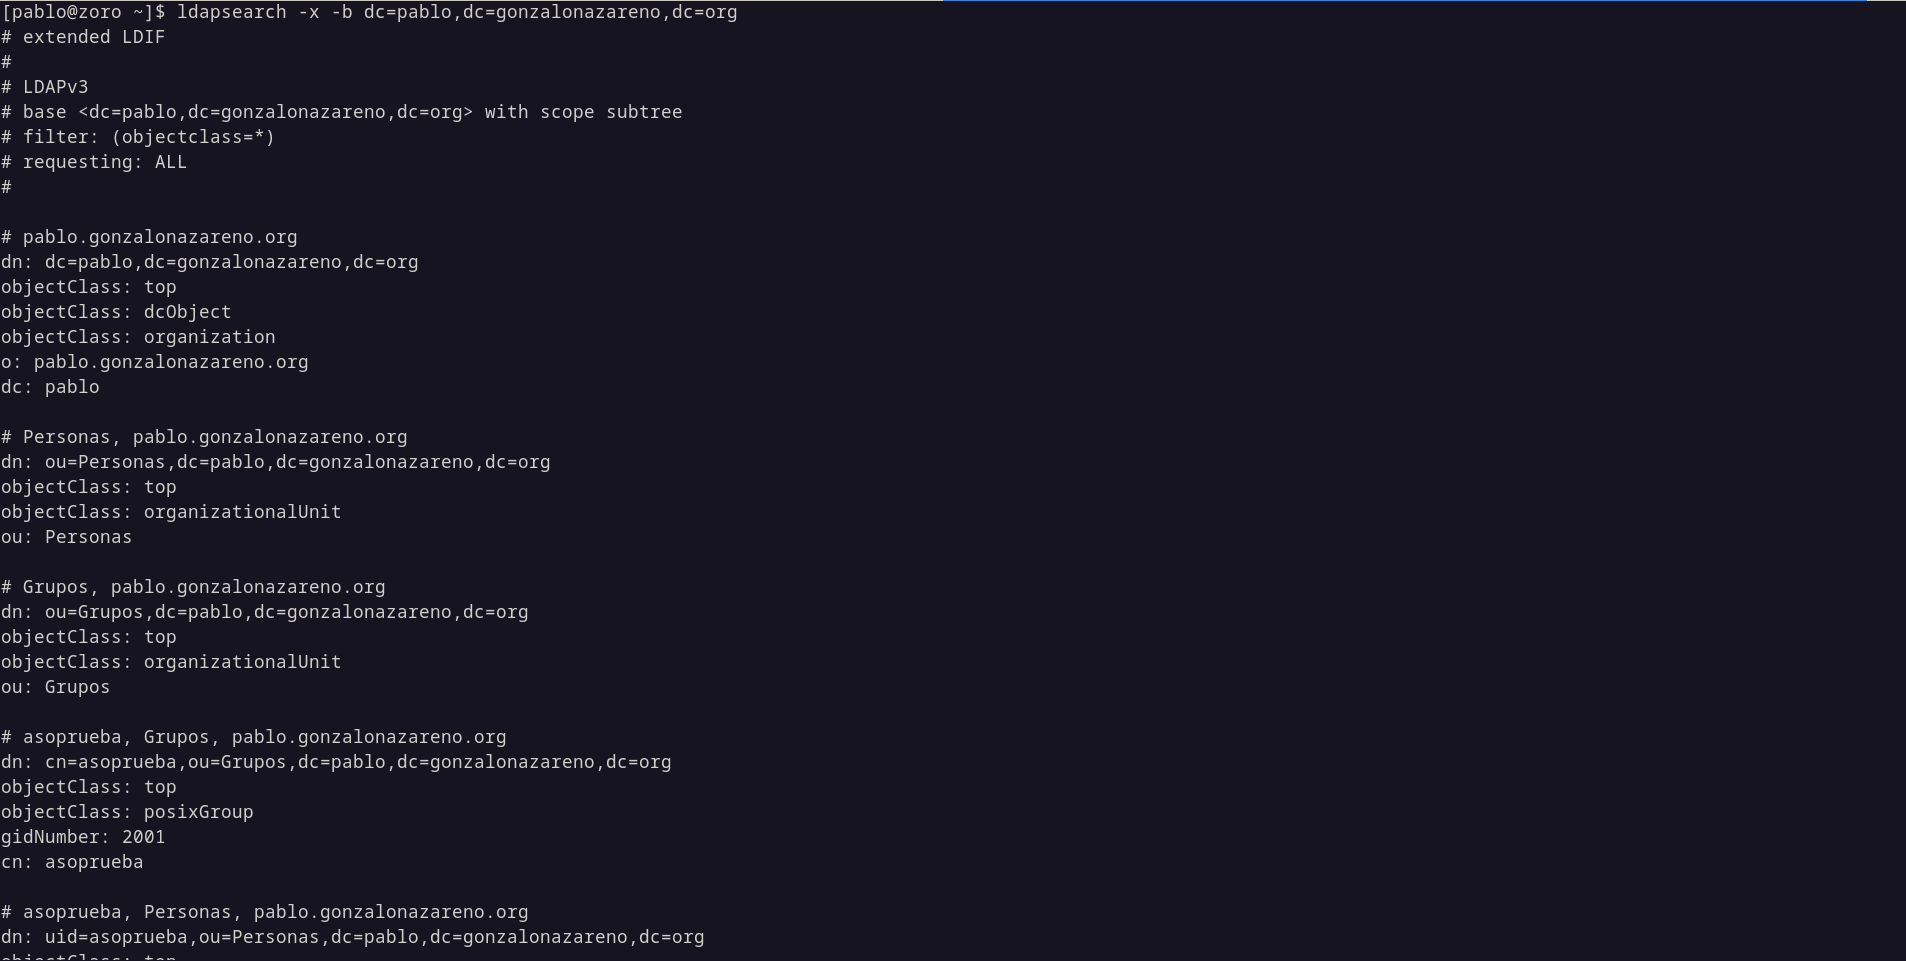 [pablo@zoro ~]$ ldapsearch -x -b dc=pablo,dc=gonzalonazareno,dc=org
# extended LDIF
#
# LDAPv3
# base <dc=pablo,dc=gonzalonazareno,dc=org> with scope subtree
# filter: (objectclass=*)
# requesting: ALL
#

# pablo.gonzalonazareno.org
dn: dc=pablo,dc=gonzalonazareno,dc=org
objectClass: top
objectClass: dcObject
objectClass: organization
o: pablo.gonzalonazareno.org
dc: pablo

# Personas, pablo.gonzalonazareno.org
dn: ou=Personas,dc=pablo,dc=gonzalonazareno,dc=org
objectClass: top
objectClass: organizationalUnit
ou: Personas

# Grupos, pablo.gonzalonazareno.org
dn: ou=Grupos,dc=pablo,dc=gonzalonazareno,dc=org
objectClass: top
objectClass: organizationalUnit
ou: Grupos

# asoprueba, Grupos, pablo.gonzalonazareno.org
dn: cn=asoprueba,ou=Grupos,dc=pablo,dc=gonzalonazareno,dc=org
objectClass: top
objectClass: posixGroup
gidNumber: 2001
cn: asoprueba

# asoprueba, Personas, pablo.gonzalonazareno.org
dn: uid=asoprueba,ou=Personas,dc=pablo,dc=gonzalonazareno,dc=org
objectClass: top